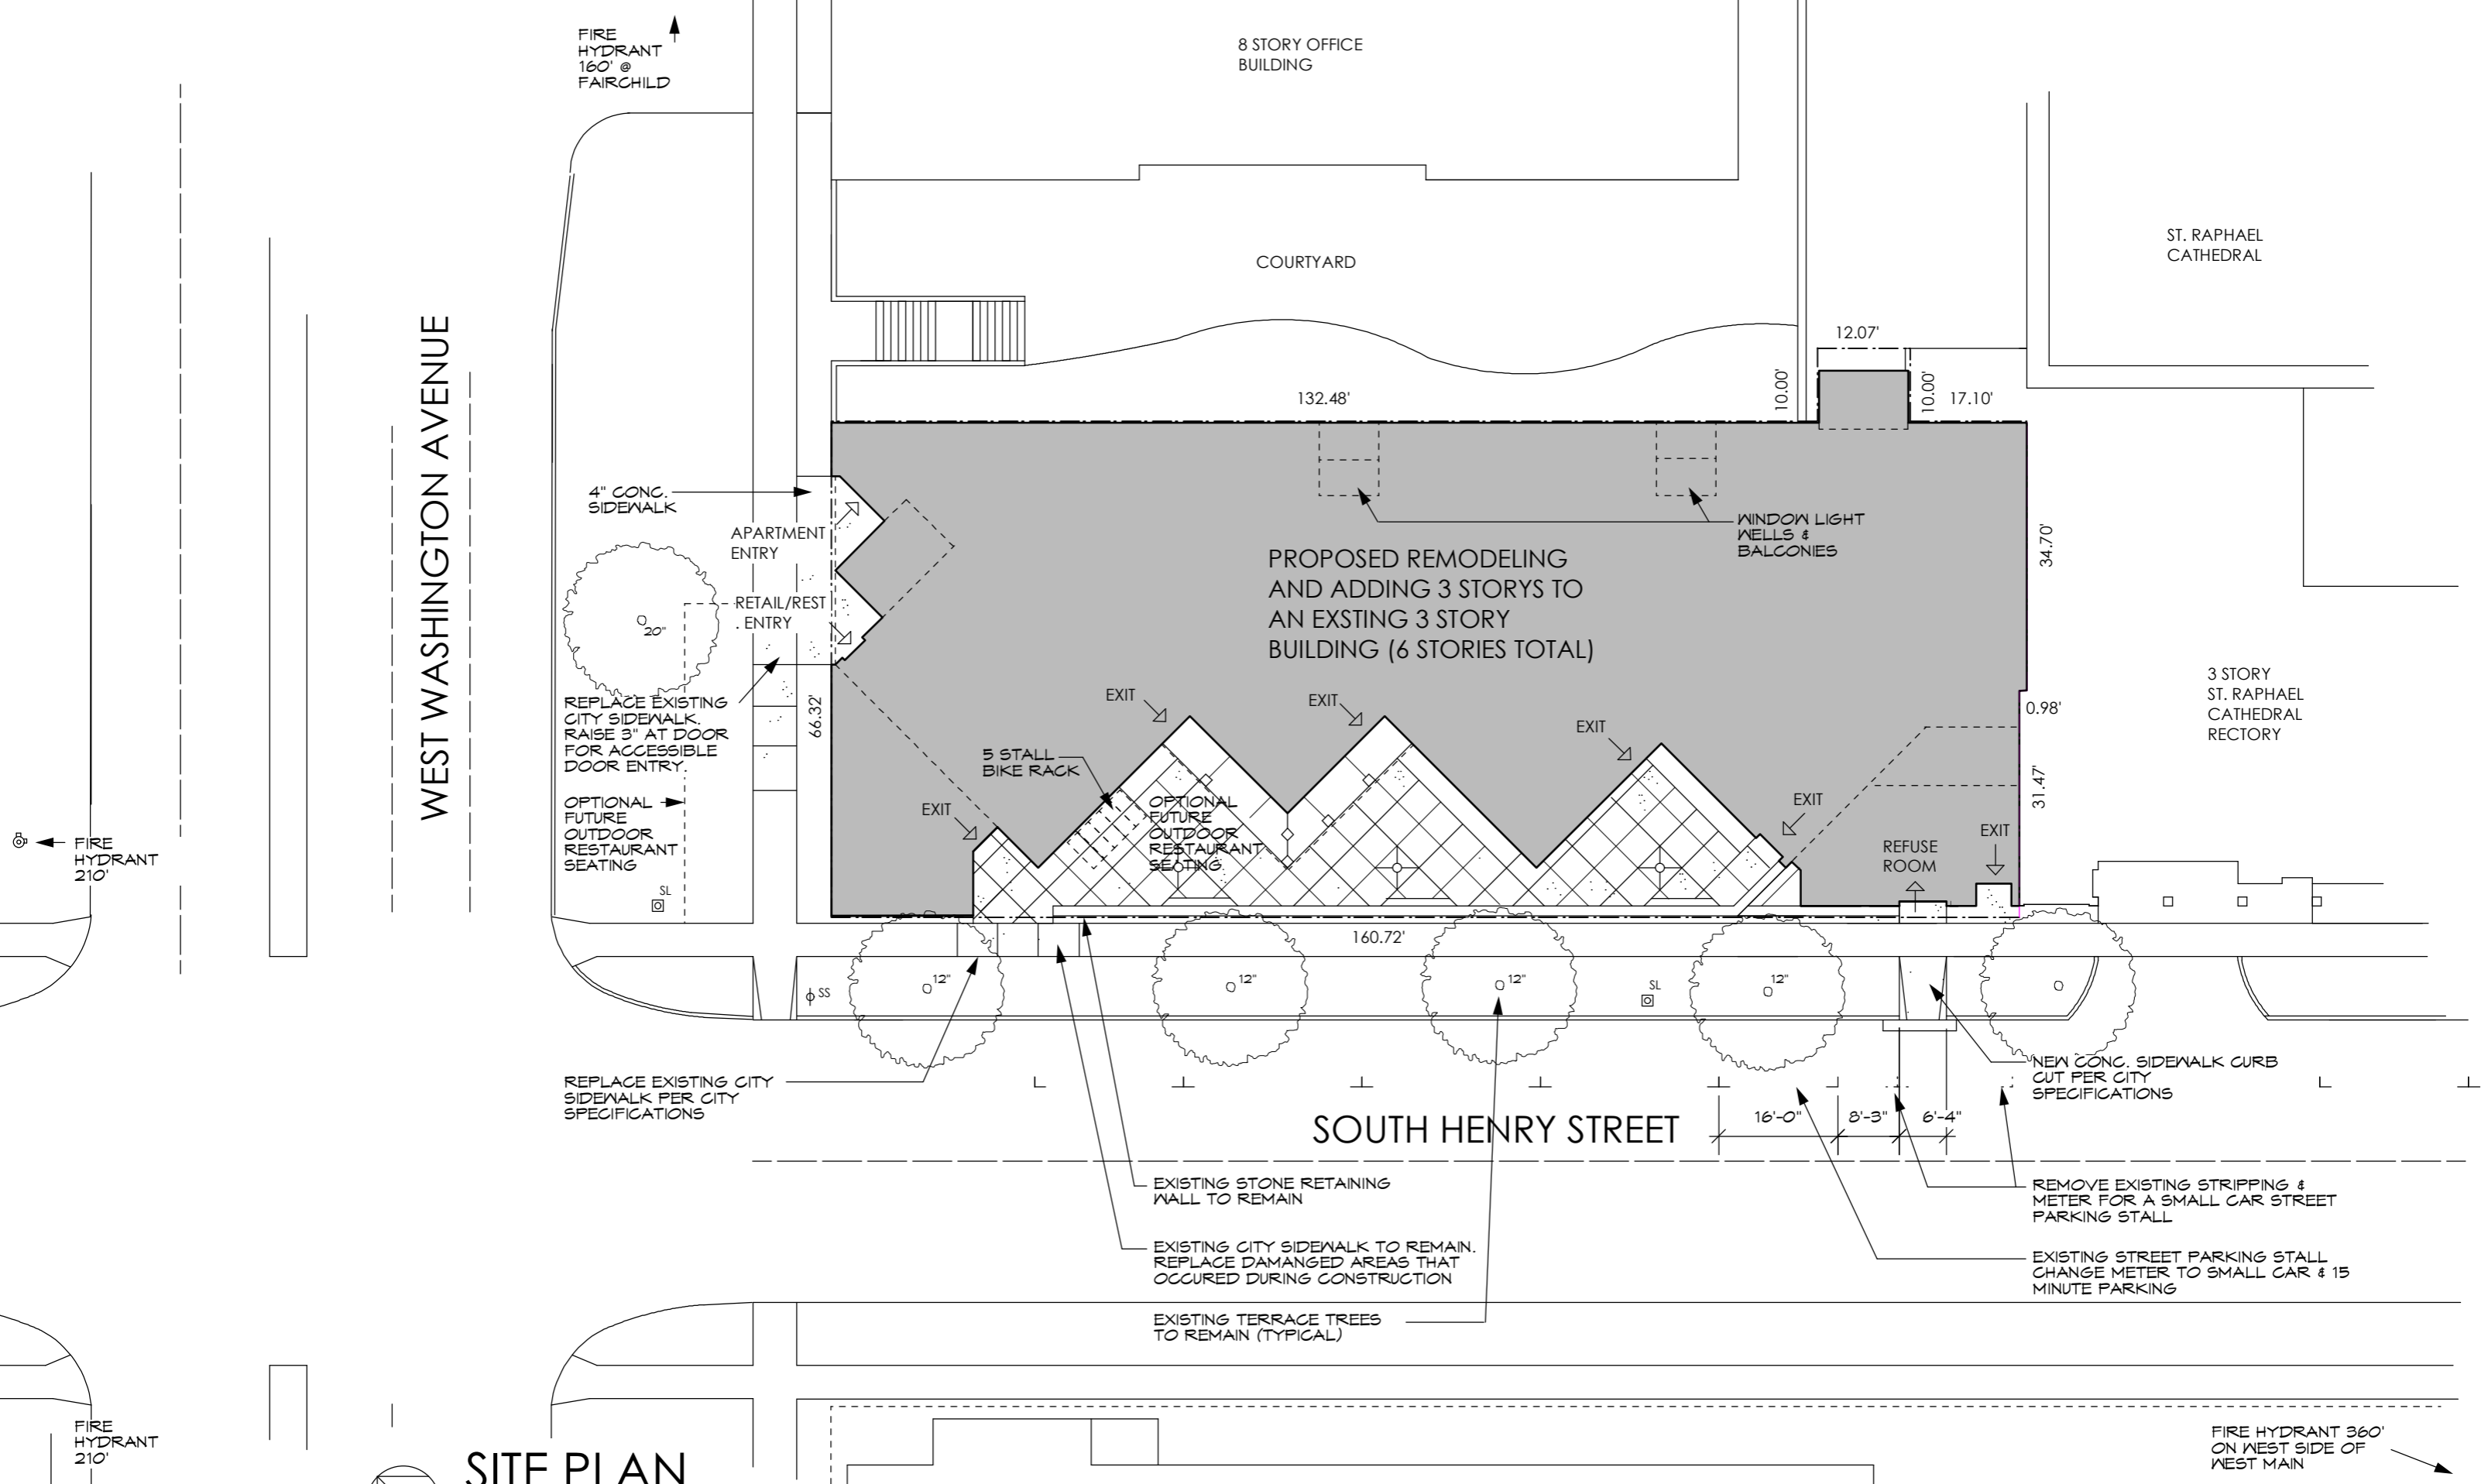 FIRE
HYDRANT
160' @
FAIRCHILD
8 STORY OFFICE
BUILDING
ST. RAPHAEL
CATHEDRAL
COURTYARD
12.07'
10.00'
10.00'
17.10'
132.48'
WEST WASHINGTON AVENUE
4" CONC.
SIDEWALK
APARTMENT
ENTRY
WINDOW LIGHT
WELLS &
BALCONIES
34.70'
PROPOSED REMODELING
AND ADDING 3 STORYS TO
AN EXSTING 3 STORY
BUILDING (6 STORIES TOTAL)
RETAIL/REST
. ENTRY
20"
REPLACE EXISTING
CITY SIDEWALK.
RAISE 3" AT DOOR
FOR ACCESSIBLE
DOOR ENTRY.
66.32'
EXIT
EXIT
EXIT
0.98'
3 STORY
ST. RAPHAEL
CATHEDRAL
RECTORY
5 STALL
BIKE RACK
31.47'
OPTIONAL
FUTURE
OUTDOOR
RESTAURANT
SEATING
EXIT
OPTIONAL
FUTURE
OUTDOOR
RESTAURANT
SEATING
EXIT
EXIT
REFUSE
ROOM
FIRE
HYDRANT
210'
SL
160.72'
SS
12"
12"
12"
SL
12"
REPLACE EXISTING CITY
SIDEWALK PER CITY
SPECIFICATIONS
NEW CONC. SIDEWALK CURB
CUT PER CITY
SPECIFICATIONS
SOUTH HENRY STREET
16'-0"
8'-3"
6'-4"
EXISTING STONE RETAINING
WALL TO REMAIN
REMOVE EXISTING STRIPPING &
METER FOR A SMALL CAR STREET
PARKING STALL
EXISTING CITY SIDEWALK TO REMAIN.
REPLACE DAMANGED AREAS THAT
OCCURED DURING CONSTRUCTION
EXISTING STREET PARKING STALL
CHANGE METER TO SMALL CAR & 15
MINUTE PARKING
EXISTING TERRACE TREES
TO REMAIN (TYPICAL)
FIRE
HYDRANT
210'
SITE PLAN
FIRE HYDRANT 360'
ON WEST SIDE OF
WEST MAIN